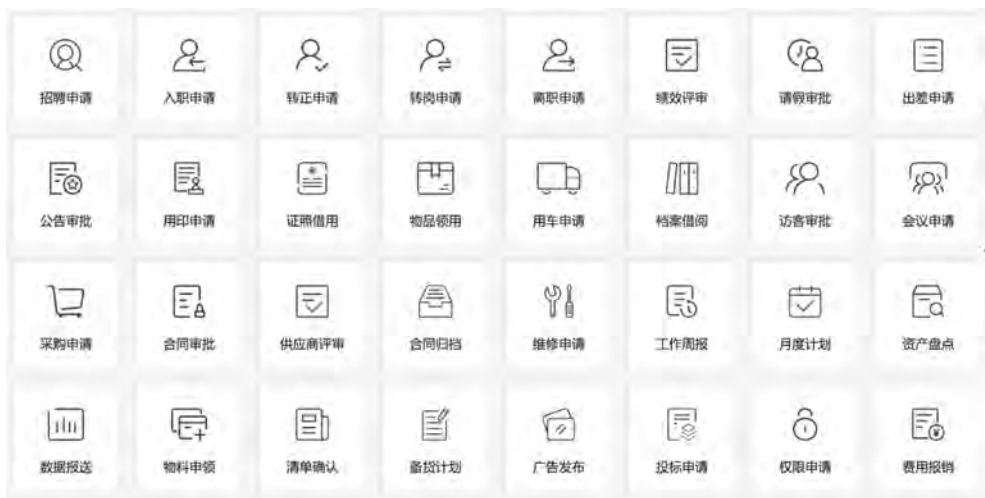 招聘申请 入职申请 转正申请 转岗申请 离职申请 绩效评审 请假审批 出差申请
公告审批 用印申请 证照借用 物品领用 用车申请 档案借阅 访客审批 会议申请
采购申请 合同审批 供应商评审 合同归档 维修申请 工作周报 月度计划 资产盘点
数据报送 物料申领 清单确认 备货计划 广告发布 投标申请 权限申请 费用报销